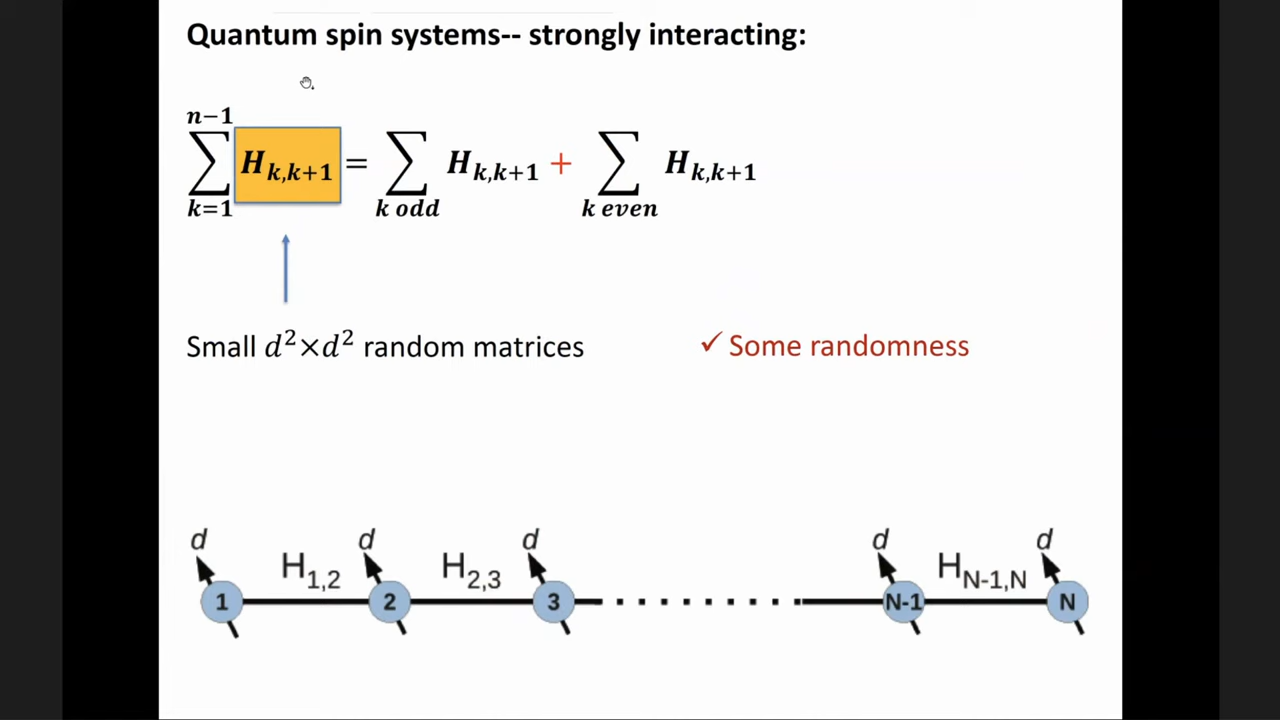 Quantum spin systems-- strongly interacting:
n−1
∑ H_{k,k+1} = ∑ H_{k,k+1} + ∑ H_{k,k+1}
k=1 k odd k even
Small d²×d² random matrices ✓ Some randomness
d d d d d
H_{1,2} H_{2,3} H_{N-1,N}
1 2 3 N-1 N